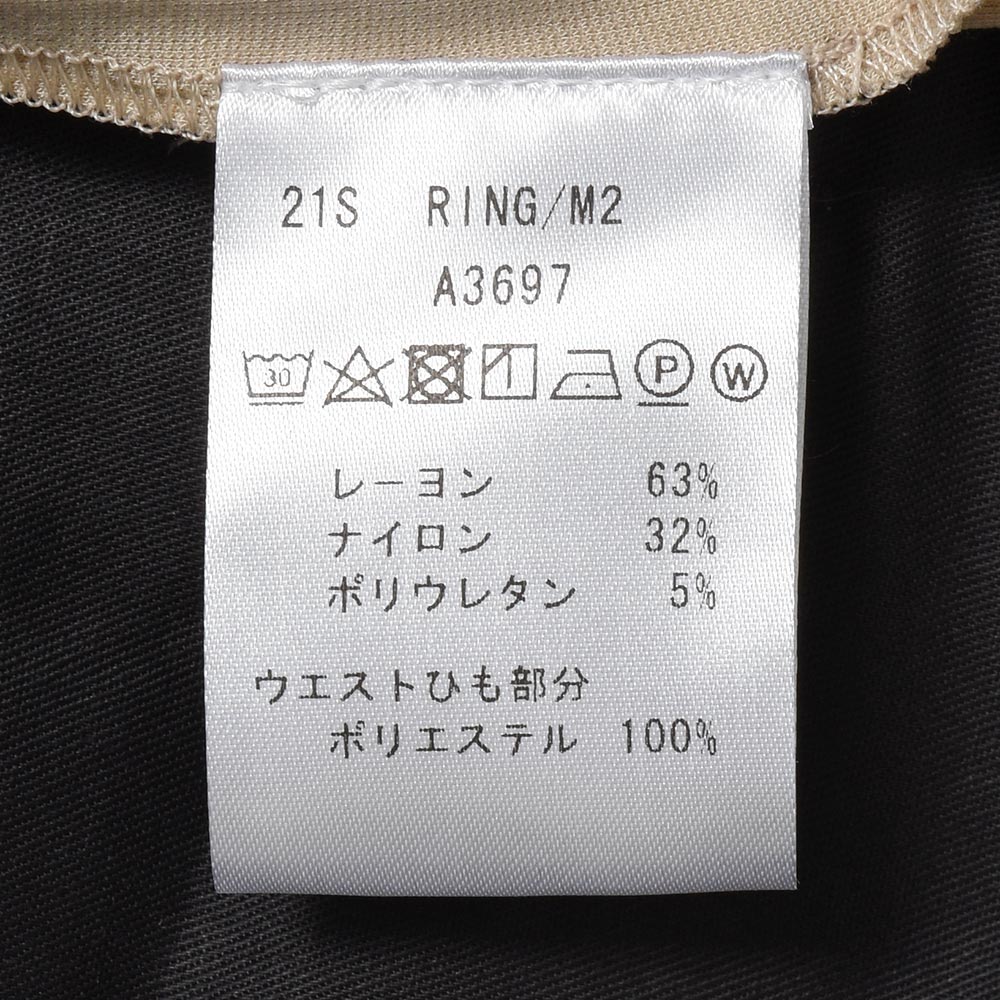 21S RING/M2
A3697
30 P W
レーヨン 63%
ナイロン 32%
ポリウレタン 5%
ウエストひも部分
ポリエステル 100%